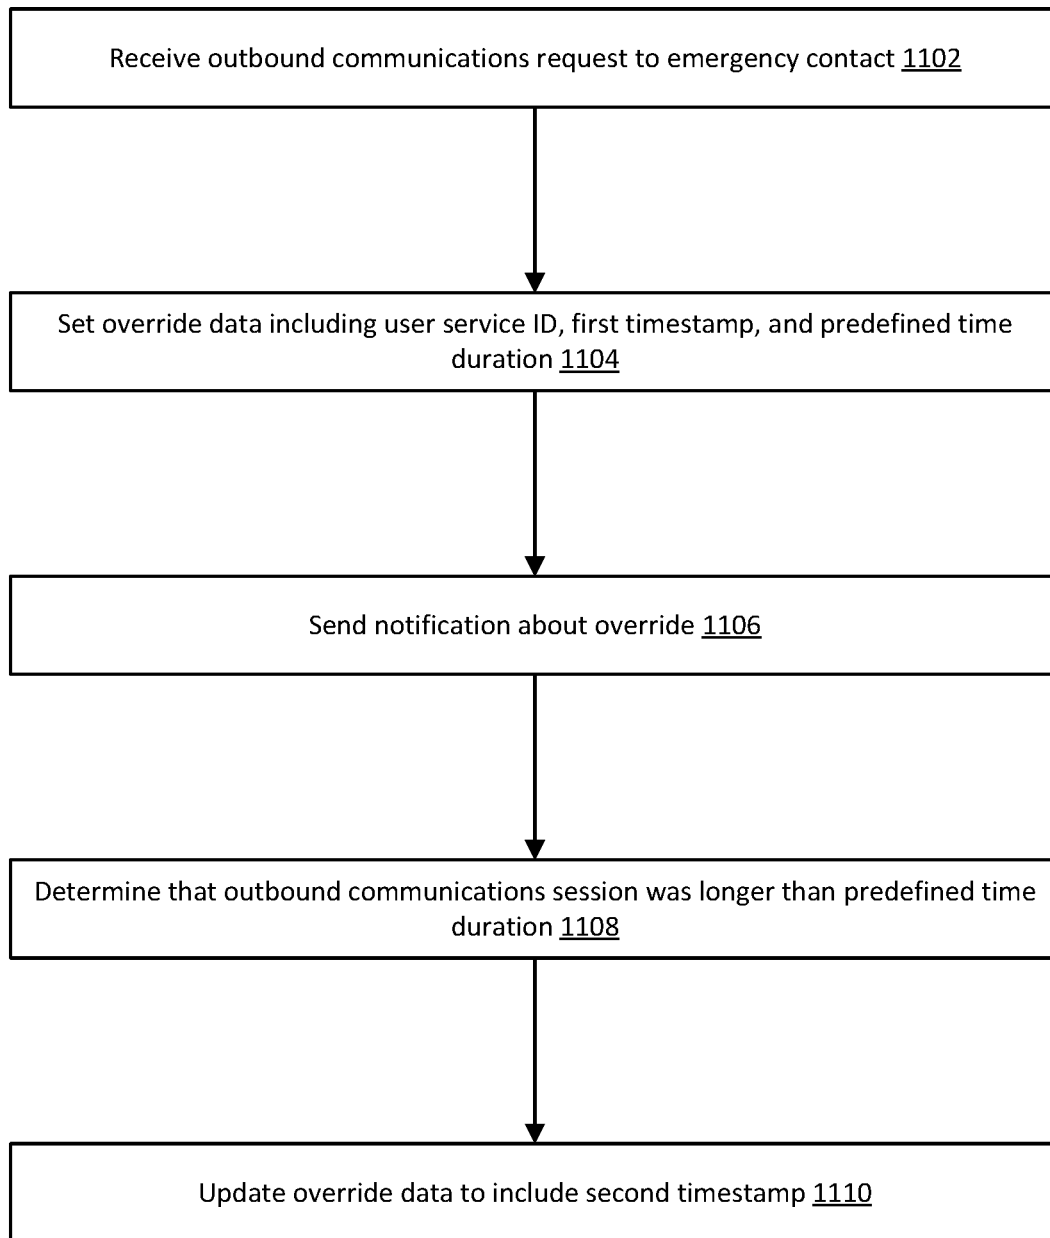 Receive outbound communications request to emergency contact 1102
Set override data including user service ID, first timestamp, and predefined time
duration 1104
Send notification about override 1106
Determine that outbound communications session was longer than predefined time
duration 1108
Update override data to include second timestamp 1110